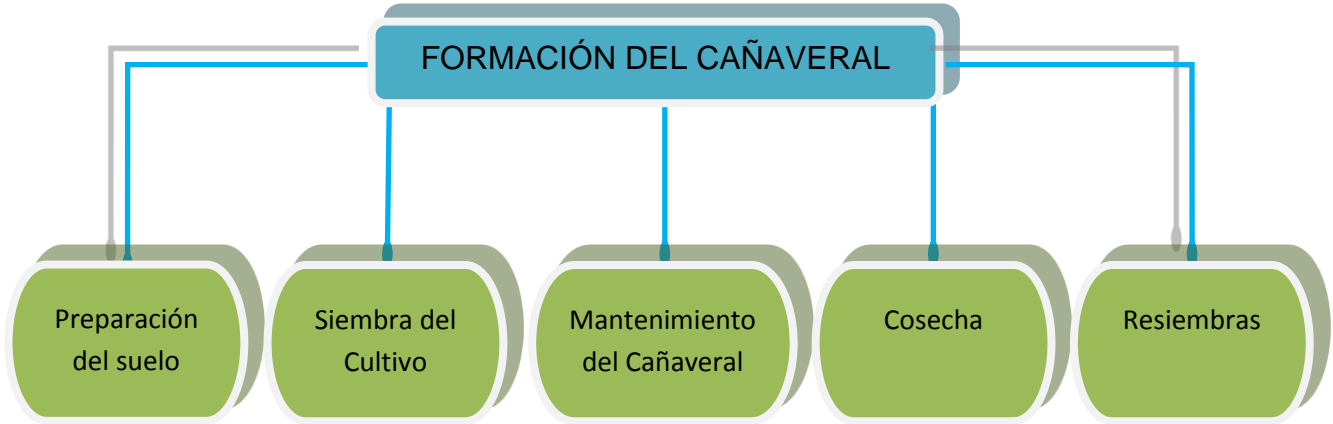 FORMACIÓN DEL CAÑAVERAL
Preparación
del suelo
Siembra del
Cultivo
Mantenimiento
del Cañaveral
Cosecha
Resiembras